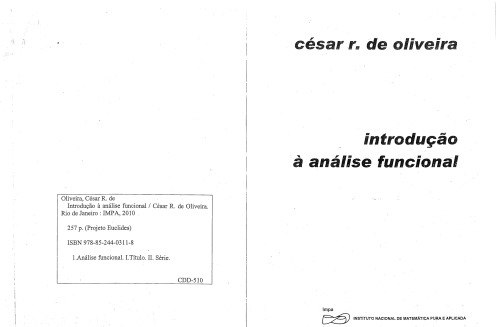 Oliveira, César R. de
Introdução à análise funcional / César R. de Oliveira.
Rio de Janeiro : IMPA, 2010
257 p. (Projeto Euclides)
ISBN 978-85-244-0311-8
1.Análise funcional. I.Título. II. Série.
CDD-510
césar r. de oliveira
introdução
à análise funcional
impa
INSTITUTO NACIONAL DE MATEMÁTICA PURA E APLICADA